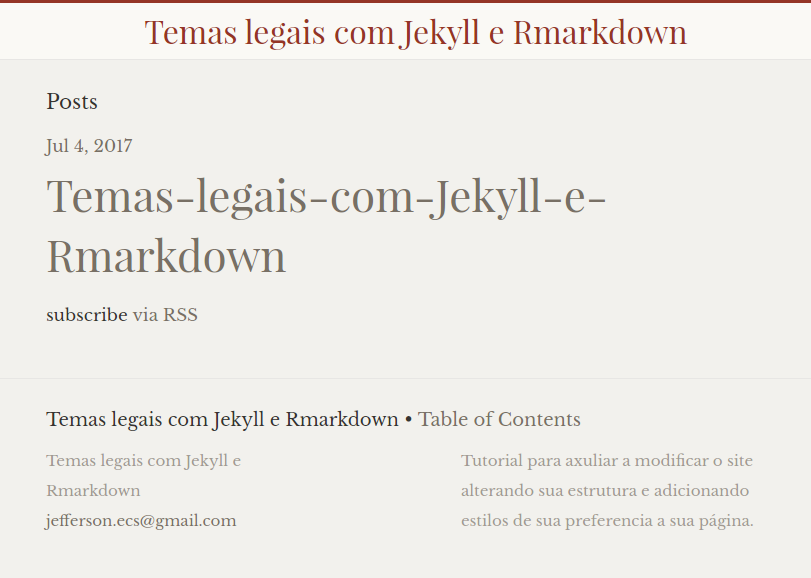 Temas legais com Jekyll e Rmarkdown
Posts
Jul 4, 2017
Temas-legais-com-Jekyll-e-
Rmarkdown
subscribe via RSS
Temas legais com Jekyll e Rmarkdown • Table of Contents
Temas legais com Jekyll e
Rmarkdown
jefferson.ecs@gmail.com
Tutorial para axuliar a modificar o site
alterando sua estrutura e adicionando
estilos de sua preferencia a sua página.